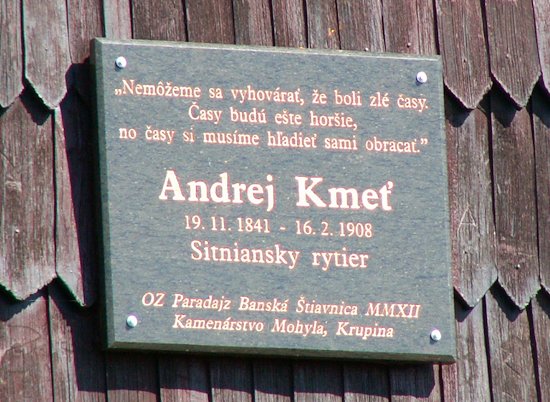 „Nemôžeme sa vyhovárať, že boli zlé časy.
Časy budú ešte horšie,
no časy si musíme hľadieť sami obracať.”
Andrej Kmeť
19. 11. 1841 - 16. 2. 1908
Sitniansky rytier
OZ Paradajz Banská Štiavnica MMXII
Kamenárstvo Mohyla, Krupina